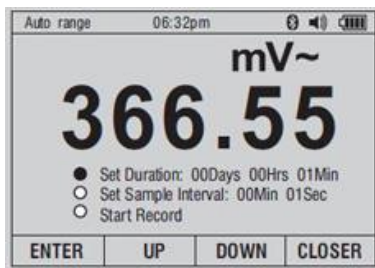 Auto range 06:32pm
mV~
366.55
Set Duration: 00Days 00Hrs 01Min
Set Sample Interval: 00Min 01Sec
Start Record
ENTER UP DOWN CLOSER